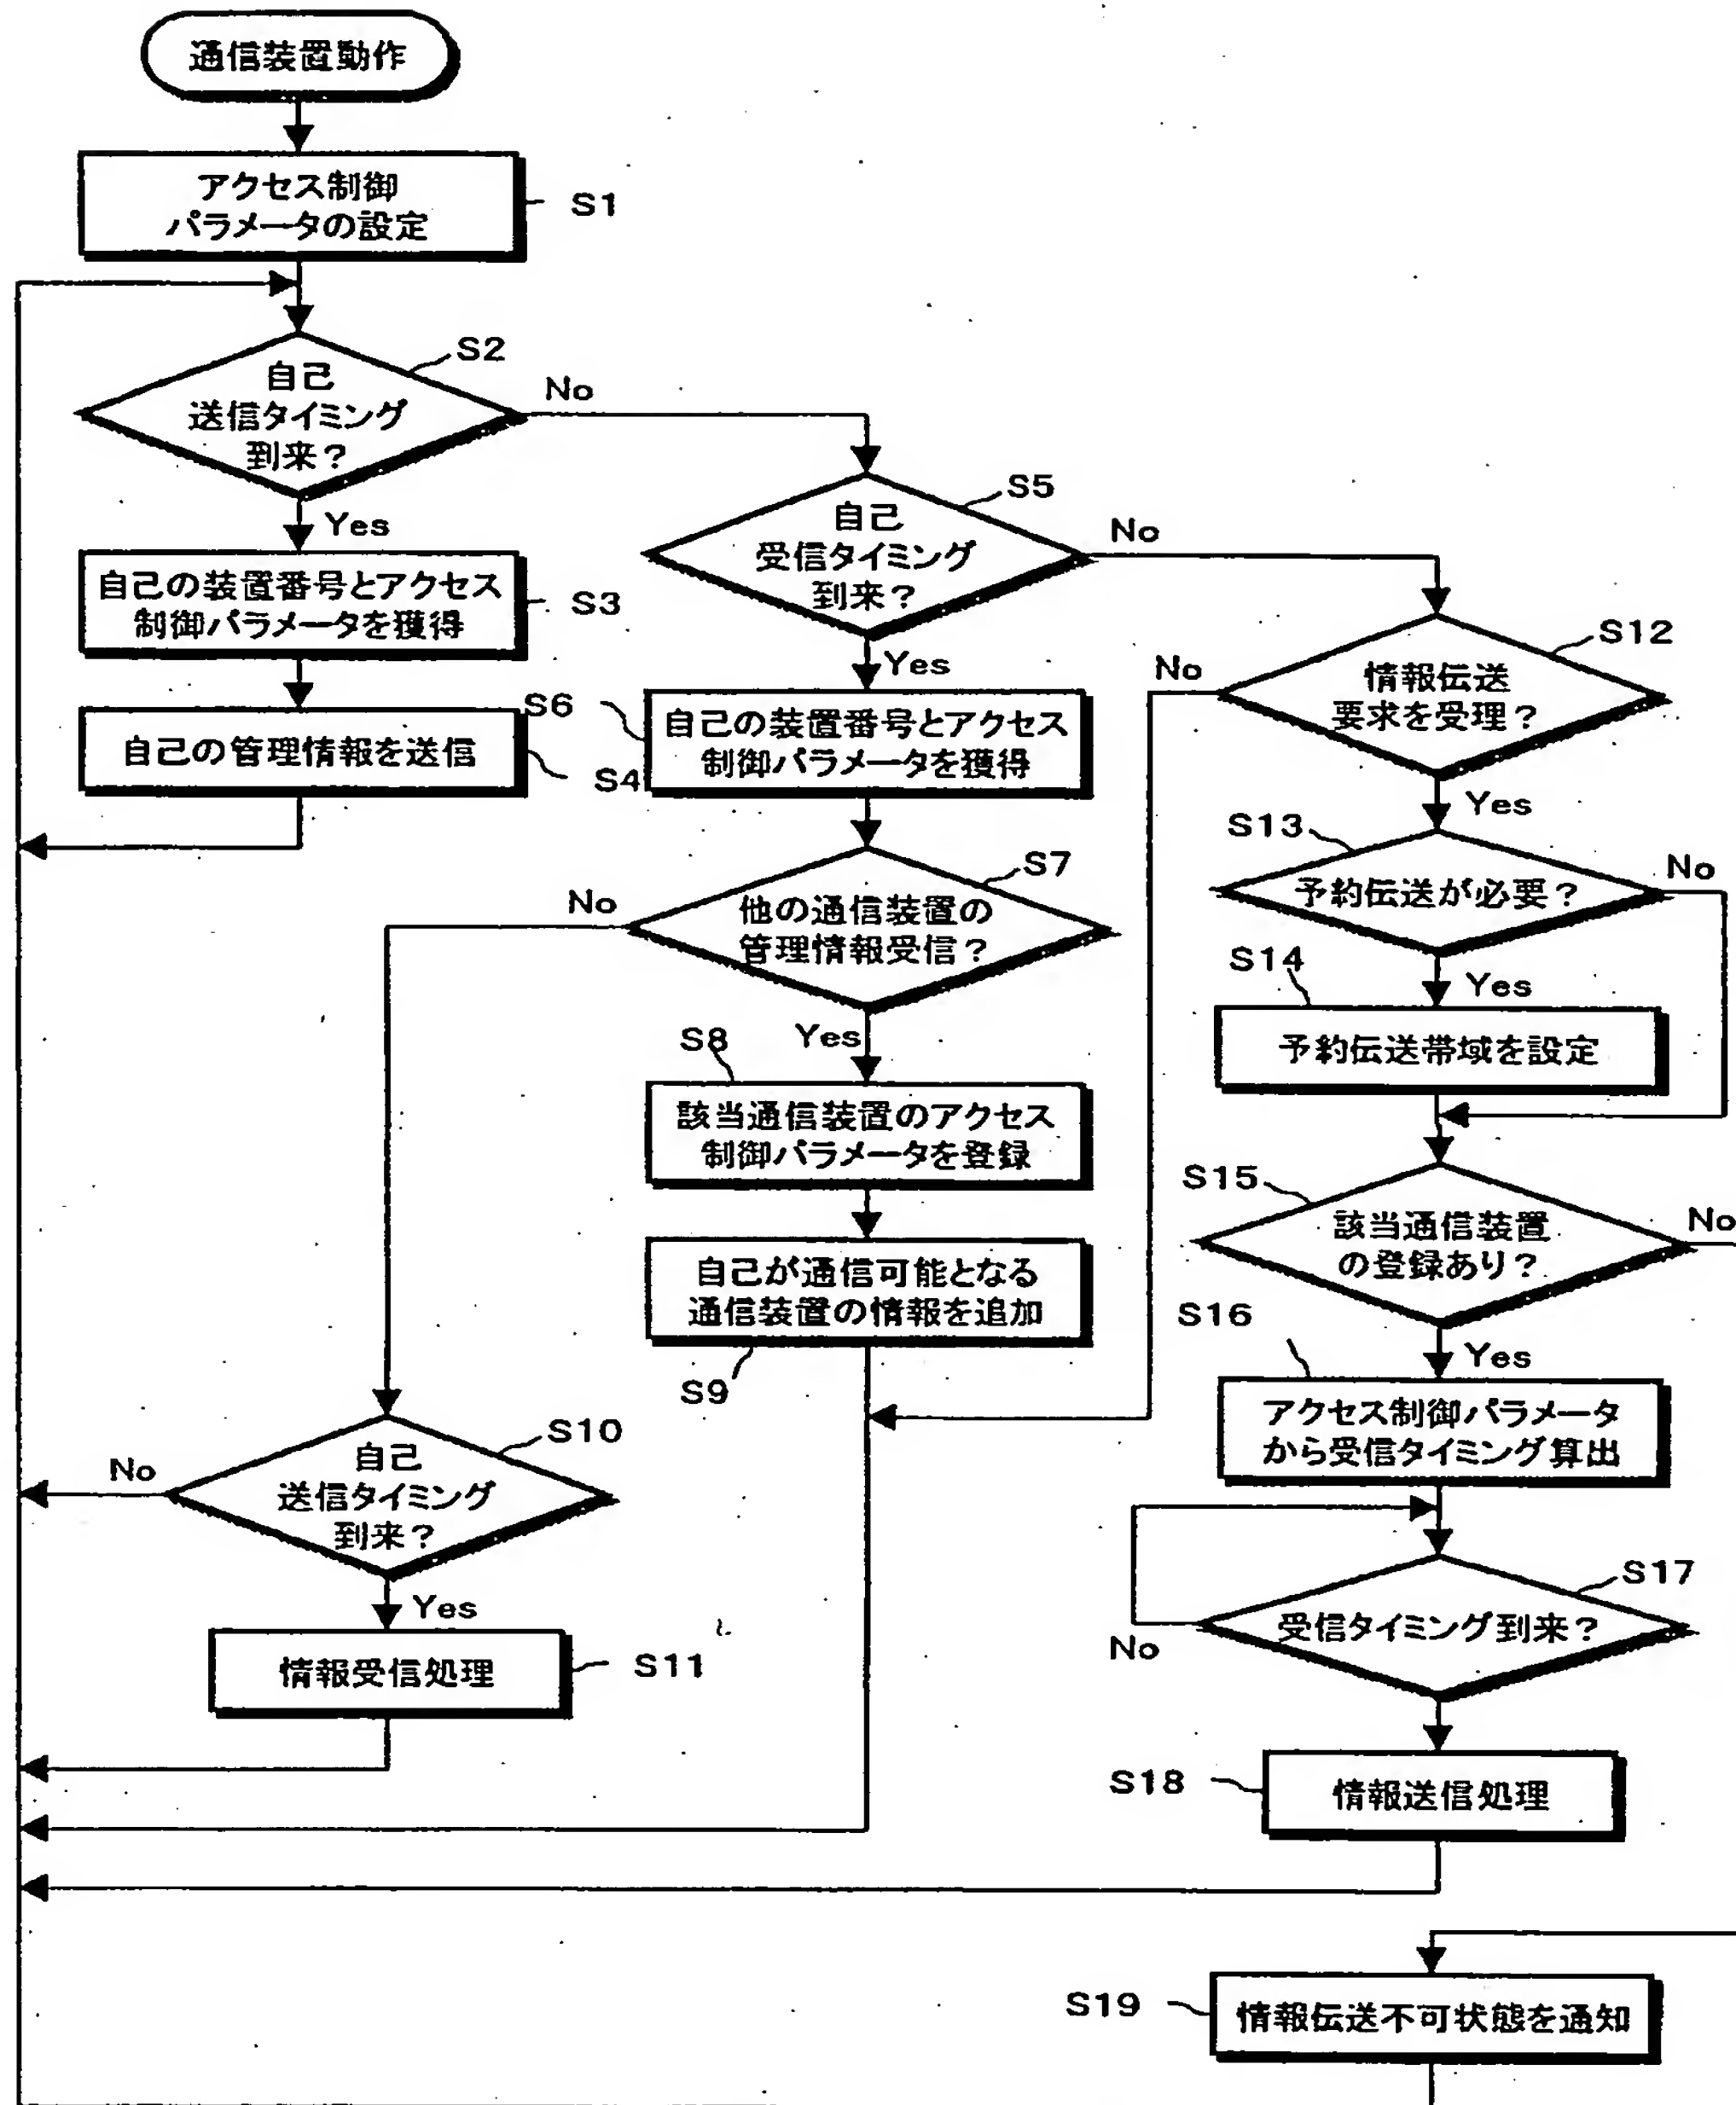 通信装置動作
アクセス制御
パラメータの設定
S1
S2
自己
送信タイミング
到来？
No
Yes
自己の装置番号とアクセス
制御パラメータを獲得
S3
自己の管理情報を送信
S4
S5
自己
受信タイミング
到来？
No
Yes
S6
自己の装置番号とアクセス
制御パラメータを獲得
S7
他の通信装置の
管理情報受信？
No
Yes
S8
該当通信装置のアクセス
制御パラメータを登録
自己が通信可能となる
通信装置の情報を追加
S9
S10
自己
送信タイミング
到来？
No
Yes
情報受信処理
S11
S12
情報伝送
要求を受理？
No
Yes
S13
予約伝送が必要？
No
Yes
S14
予約伝送帯域を設定
S15
該当通信装置
の登録あり？
No
Yes
S16
アクセス制御パラメータ
から受信タイミング算出
S17
受信タイミング到来？
No
S18
情報送信処理
S19
情報伝送不可状態を通知